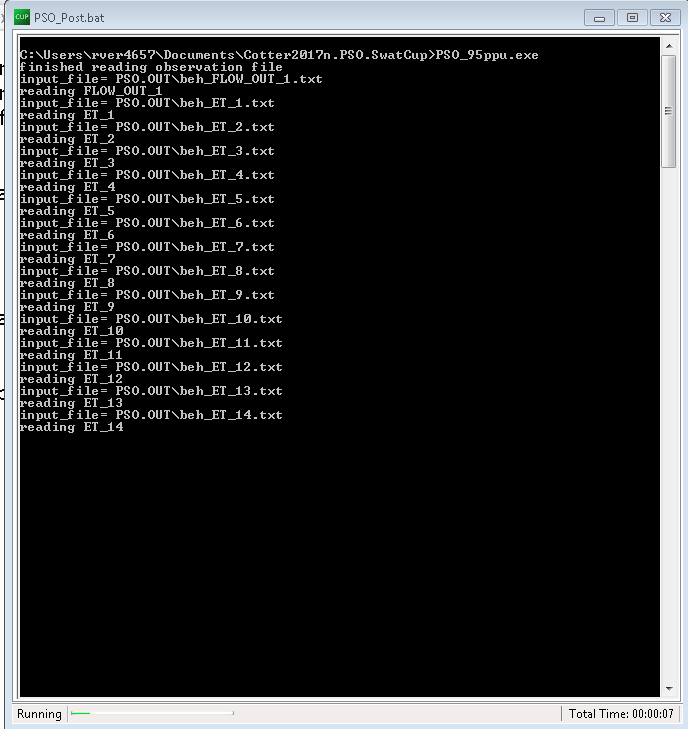 CUP PSO_Post.bat
C:\Users\rver4657\Documents\Cotter2017n.PSO.SwatCup>PSO_95ppu.exe
finished reading observation file
input_file= PSO.OUT\beh_FLOW_OUT_1.txt
reading FLOW_OUT_1
input_file= PSO.OUT\beh_ET_1.txt
reading ET_1
input_file= PSO.OUT\beh_ET_2.txt
reading ET_2
input_file= PSO.OUT\beh_ET_3.txt
reading ET_3
input_file= PSO.OUT\beh_ET_4.txt
reading ET_4
input_file= PSO.OUT\beh_ET_5.txt
reading ET_5
input_file= PSO.OUT\beh_ET_6.txt
reading ET_6
input_file= PSO.OUT\beh_ET_7.txt
reading ET_7
input_file= PSO.OUT\beh_ET_8.txt
reading ET_8
input_file= PSO.OUT\beh_ET_9.txt
reading ET_9
input_file= PSO.OUT\beh_ET_10.txt
reading ET_10
input_file= PSO.OUT\beh_ET_11.txt
reading ET_11
input_file= PSO.OUT\beh_ET_12.txt
reading ET_12
input_file= PSO.OUT\beh_ET_13.txt
reading ET_13
input_file= PSO.OUT\beh_ET_14.txt
reading ET_14
Running Total Time: 00:00:07